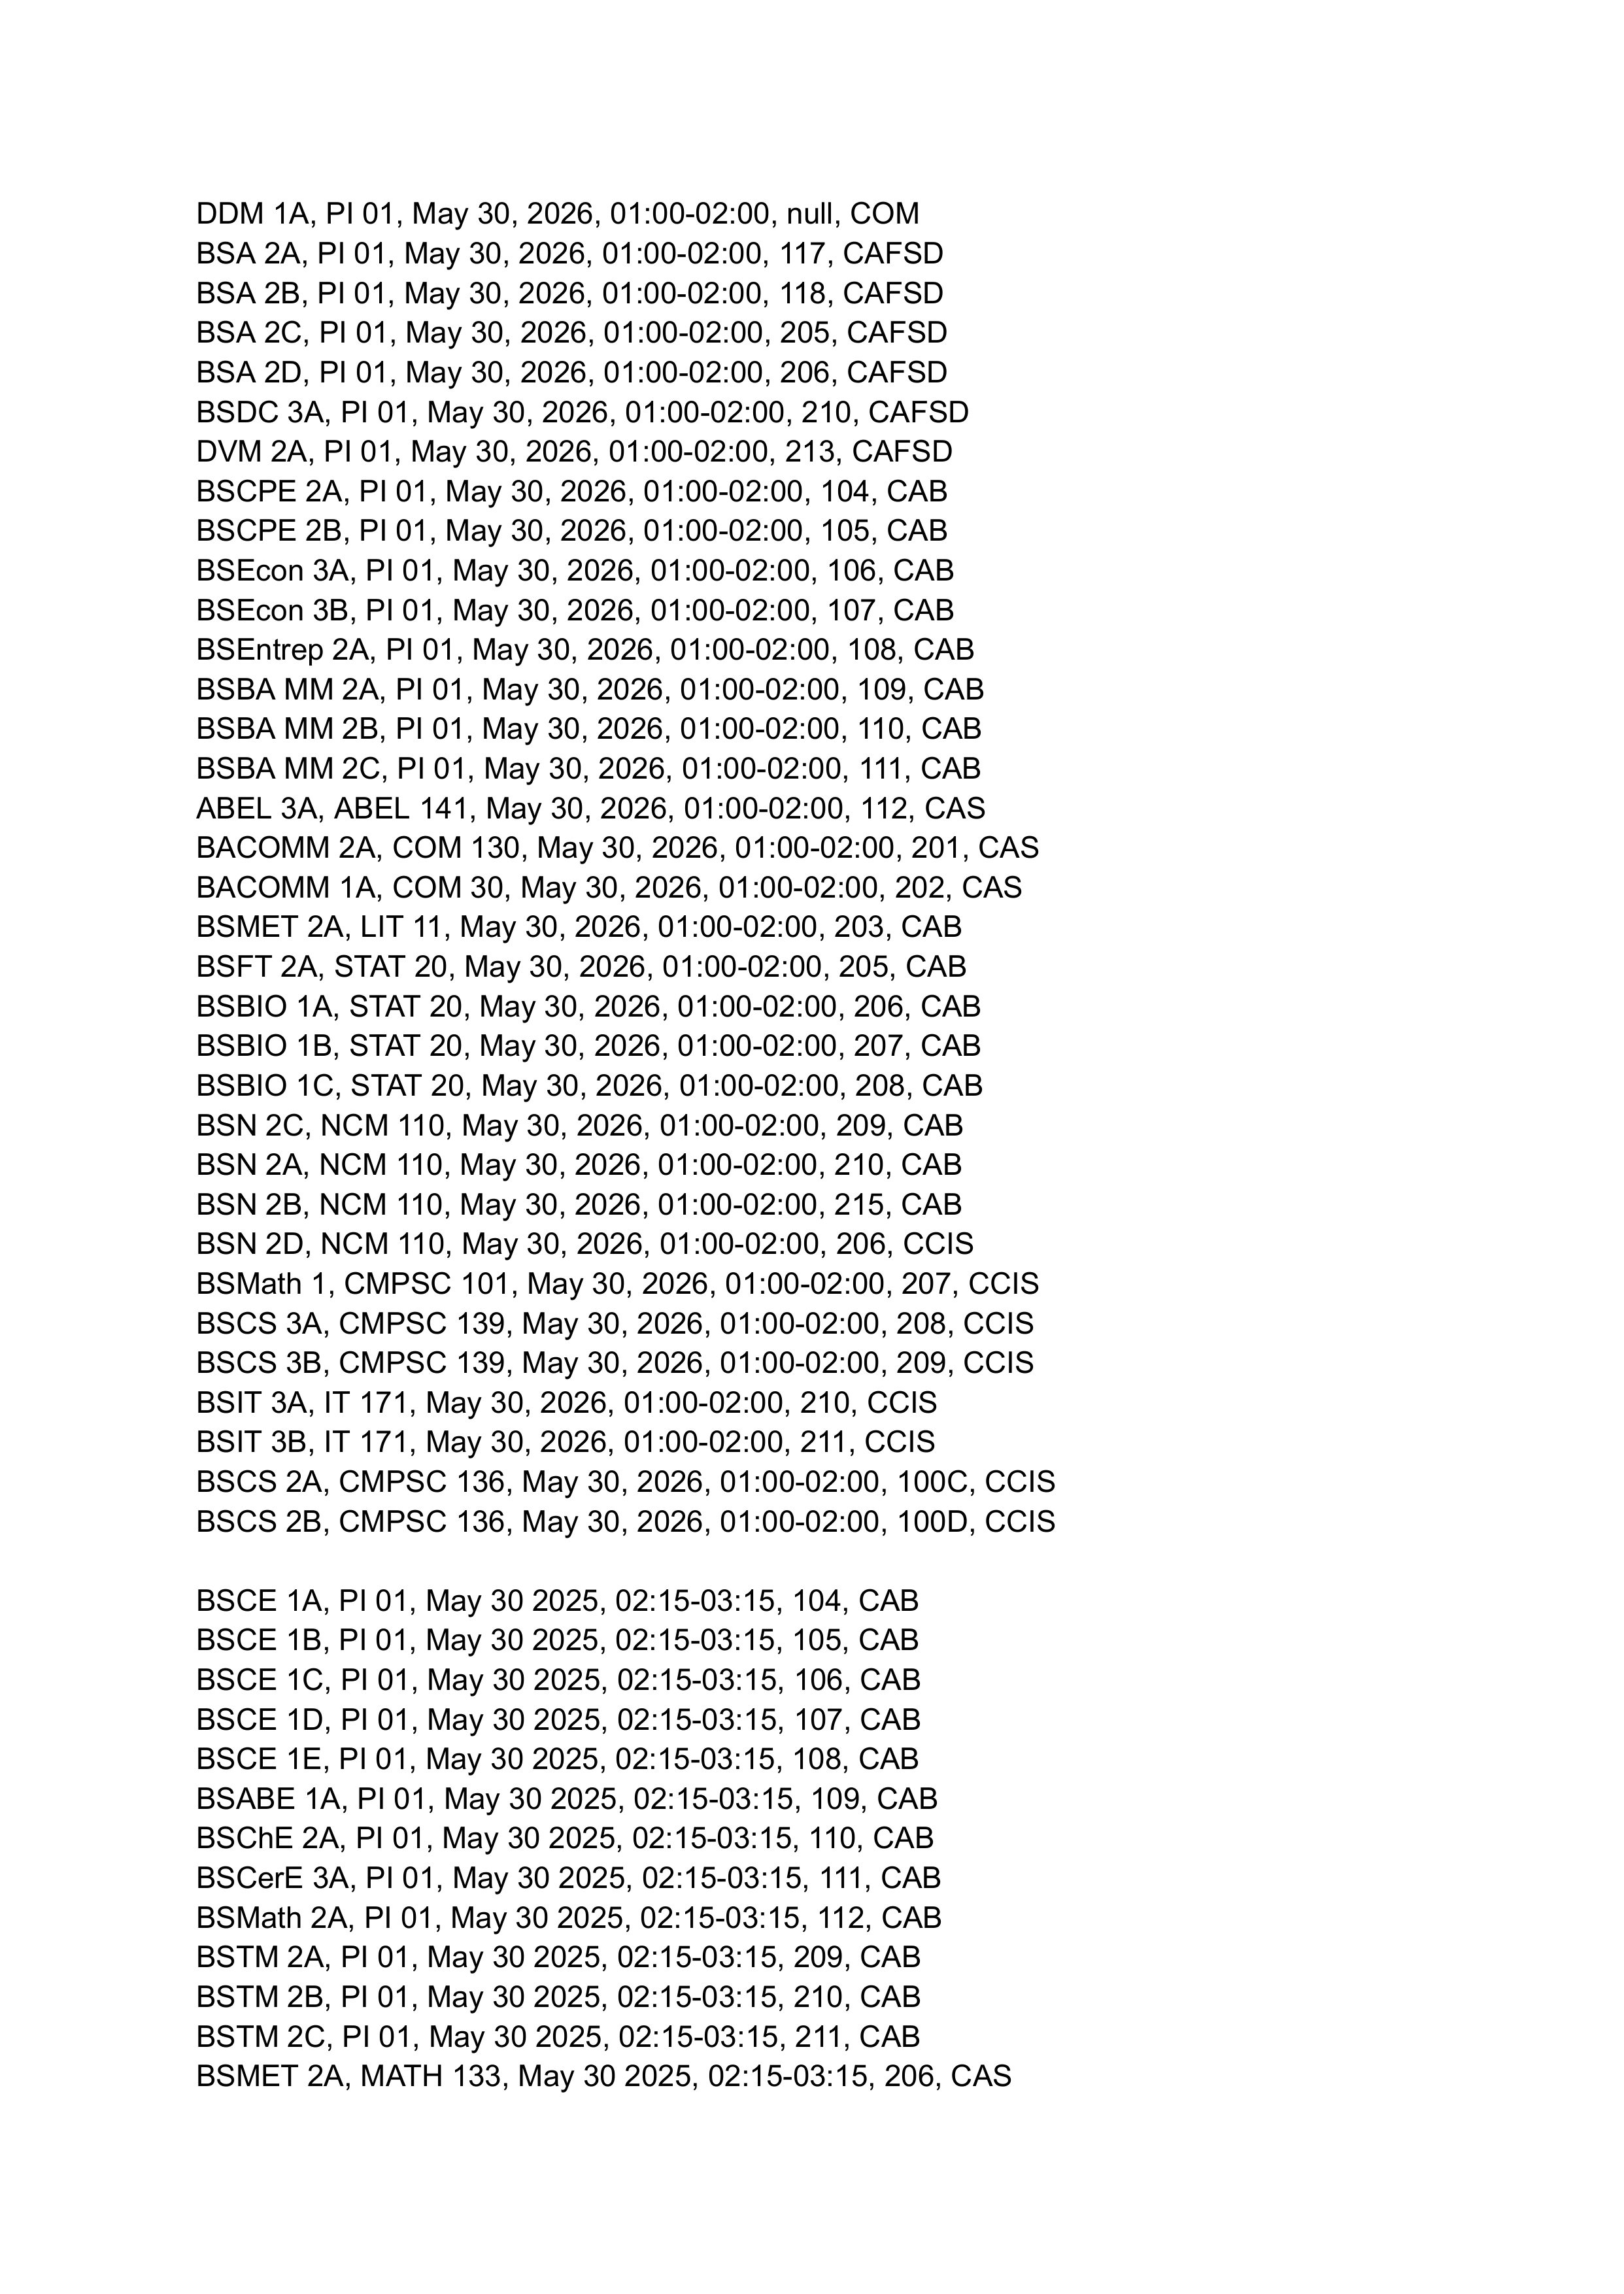 DDM 1A, PI 01, May 30, 2026, 01:00-02:00, null, COM
BSA 2A, PI 01, May 30, 2026, 01:00-02:00, 117, CAFSD
BSA 2B, PI 01, May 30, 2026, 01:00-02:00, 118, CAFSD
BSA 2C, PI 01, May 30, 2026, 01:00-02:00, 205, CAFSD
BSA 2D, PI 01, May 30, 2026, 01:00-02:00, 206, CAFSD
BSDC 3A, PI 01, May 30, 2026, 01:00-02:00, 210, CAFSD
DVM 2A, PI 01, May 30, 2026, 01:00-02:00, 213, CAFSD
BSCPE 2A, PI 01, May 30, 2026, 01:00-02:00, 104, CAB
BSCPE 2B, PI 01, May 30, 2026, 01:00-02:00, 105, CAB
BSEcon 3A, PI 01, May 30, 2026, 01:00-02:00, 106, CAB
BSEcon 3B, PI 01, May 30, 2026, 01:00-02:00, 107, CAB
BSEntrep 2A, PI 01, May 30, 2026, 01:00-02:00, 108, CAB
BSBA MM 2A, PI 01, May 30, 2026, 01:00-02:00, 109, CAB
BSBA MM 2B, PI 01, May 30, 2026, 01:00-02:00, 110, CAB
BSBA MM 2C, PI 01, May 30, 2026, 01:00-02:00, 111, CAB
ABEL 3A, ABEL 141, May 30, 2026, 01:00-02:00, 112, CAS
BACOMM 2A, COM 130, May 30, 2026, 01:00-02:00, 201, CAS
BACOMM 1A, COM 30, May 30, 2026, 01:00-02:00, 202, CAS
BSMET 2A, LIT 11, May 30, 2026, 01:00-02:00, 203, CAB
BSFT 2A, STAT 20, May 30, 2026, 01:00-02:00, 205, CAB
BSBIO 1A, STAT 20, May 30, 2026, 01:00-02:00, 206, CAB
BSBIO 1B, STAT 20, May 30, 2026, 01:00-02:00, 207, CAB
BSBIO 1C, STAT 20, May 30, 2026, 01:00-02:00, 208, CAB
BSN 2C, NCM 110, May 30, 2026, 01:00-02:00, 209, CAB
BSN 2A, NCM 110, May 30, 2026, 01:00-02:00, 210, CAB
BSN 2B, NCM 110, May 30, 2026, 01:00-02:00, 215, CAB
BSN 2D, NCM 110, May 30, 2026, 01:00-02:00, 206, CCIS
BSMath 1, CMPSC 101, May 30, 2026, 01:00-02:00, 207, CCIS
BSCS 3A, CMPSC 139, May 30, 2026, 01:00-02:00, 208, CCIS
BSCS 3B, CMPSC 139, May 30, 2026, 01:00-02:00, 209, CCIS
BSIT 3A, IT 171, May 30, 2026, 01:00-02:00, 210, CCIS
BSIT 3B, IT 171, May 30, 2026, 01:00-02:00, 211, CCIS
BSCS 2A, CMPSC 136, May 30, 2026, 01:00-02:00, 100C, CCIS
BSCS 2B, CMPSC 136, May 30, 2026, 01:00-02:00, 100D, CCIS
BSCE 1A, PI 01, May 30 2025, 02:15-03:15, 104, CAB
BSCE 1B, PI 01, May 30 2025, 02:15-03:15, 105, CAB
BSCE 1C, PI 01, May 30 2025, 02:15-03:15, 106, CAB
BSCE 1D, PI 01, May 30 2025, 02:15-03:15, 107, CAB
BSCE 1E, PI 01, May 30 2025, 02:15-03:15, 108, CAB
BSABE 1A, PI 01, May 30 2025, 02:15-03:15, 109, CAB
BSChE 2A, PI 01, May 30 2025, 02:15-03:15, 110, CAB
BSCerE 3A, PI 01, May 30 2025, 02:15-03:15, 111, CAB
BSMath 2A, PI 01, May 30 2025, 02:15-03:15, 112, CAB
BSTM 2A, PI 01, May 30 2025, 02:15-03:15, 209, CAB
BSTM 2B, PI 01, May 30 2025, 02:15-03:15, 210, CAB
BSTM 2C, PI 01, May 30 2025, 02:15-03:15, 211, CAB
BSMET 2A, MATH 133, May 30 2025, 02:15-03:15, 206, CAS